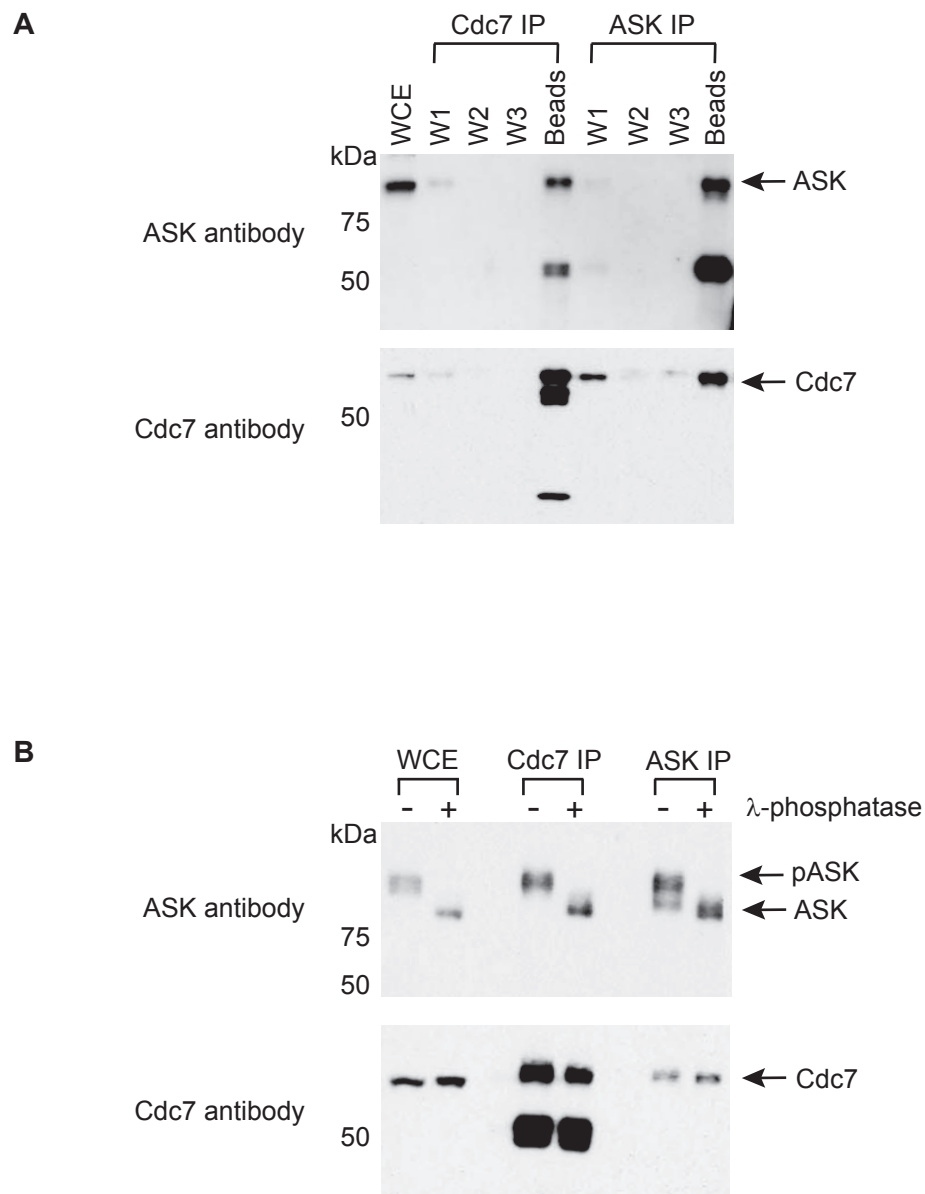 A
Cdc7 IP
ASK IP
WCE
W1
W2
W3
Beads
W1
W2
W3
Beads
kDa
ASK
75
ASK antibody
50
Cdc7
50
Cdc7 antibody
B
WCE
Cdc7 IP
ASK IP
- + - + - + λ-phosphatase
kDa
pASK
ASK antibody
ASK
75
50
Cdc7
Cdc7 antibody
50